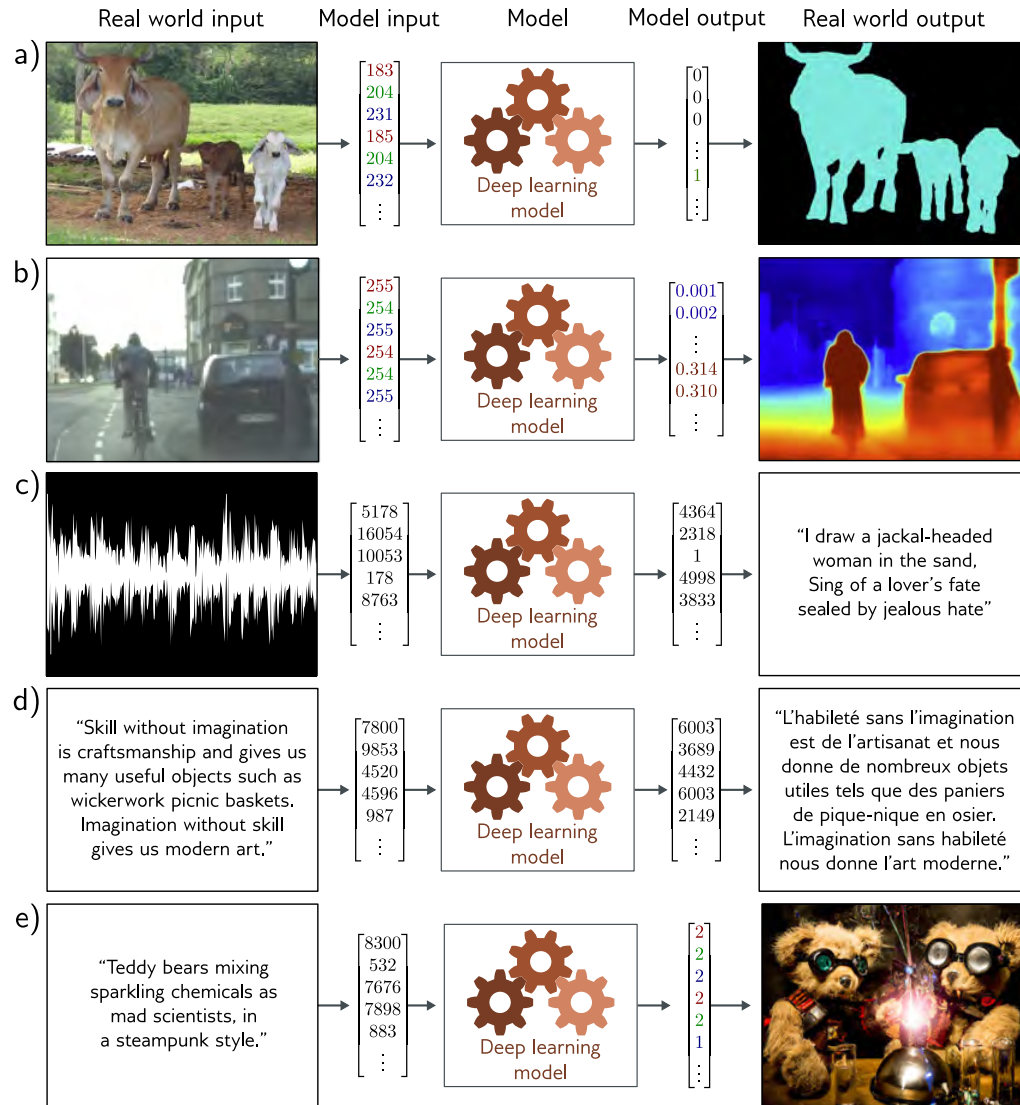 Real world input Model input Model Model output Real world output
a)
183
204
231
185
204
232
⋮
Deep learning
model
0
0
0
⋮
1
⋮
b)
255
254
255
254
254
255
⋮
Deep learning
model
0.001
0.002
⋮
0.314
0.310
⋮
c)
5178
16054
10053
178
8763
⋮
Deep learning
model
4364
2318
1
4998
3833
⋮
“I draw a jackal-headed
woman in the sand,
Sing of a lover’s fate
sealed by jealous hate”
d)
“Skill without imagination
is craftsmanship and gives us
many useful objects such as
wickerwork picnic baskets.
Imagination without skill
gives us modern art.”
7800
9853
4520
4596
987
⋮
Deep learning
model
6003
3689
4432
6003
2149
⋮
“L’habileté sans l’imagination
est de l’artisanat et nous
donne de nombreux objets
utiles tels que des paniers
de pique-nique en osier.
L’imagination sans habileté
nous donne l’art moderne.”
e)
“Teddy bears mixing
sparkling chemicals as
mad scientists, in
a steampunk style.”
8300
532
7676
7898
883
⋮
Deep learning
model
2
2
2
2
2
1
⋮